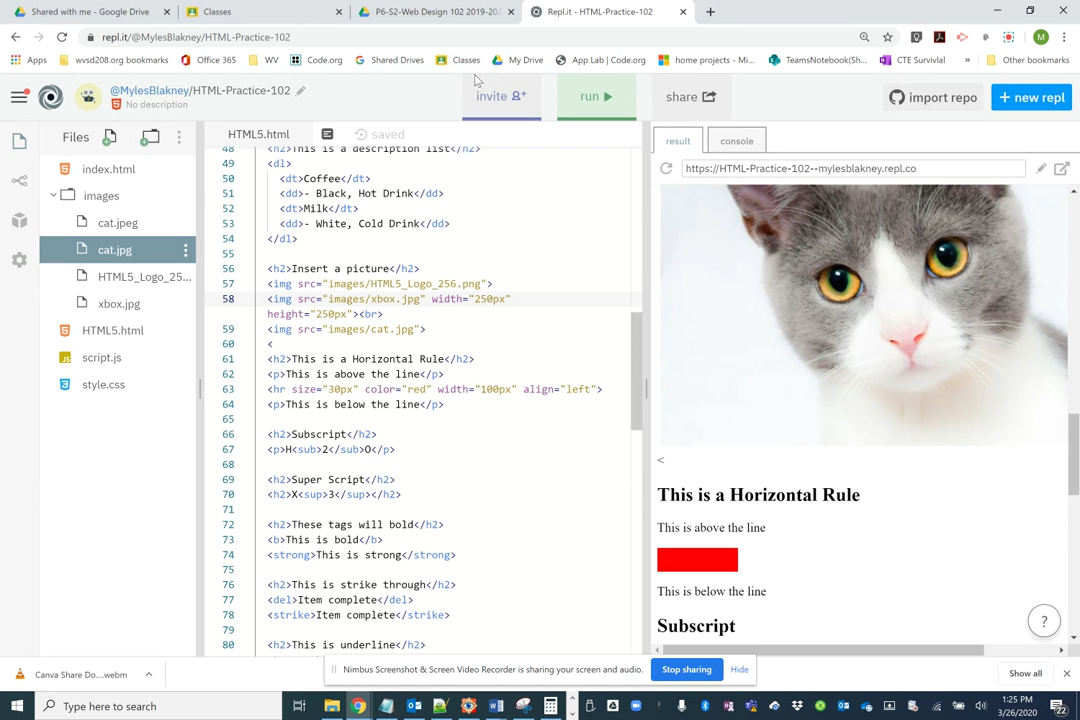 Shared with me - Google Drive
Classes
P6-S2-Web Design 102 2019-202
Repl.it - HTML-Practice-102
repl.it/@MylesBlakney/HTML-Practice-102
M
Apps
wvsd208.org bookmarks
Office 365
WV
Code.org
Shared Drives
Classes
My Drive
App Lab | Code.org
home projects - Mi...
TeamsNotebook(Sh...
CTE Survivlal
Other bookmarks
@MylesBlakney/HTML-Practice-102
No description
invite
run
share
import repo
+ new repl
Files
HTML5.html
saved
result
console
https://HTML-Practice-102--mylesblakney.repl.co
index.html
images
cat.jpeg
cat.jpg
HTML5_Logo_25...
xbox.jpg
HTML5.html
script.js
style.css
48 <h2>This is a description list</h2>
49 <dl>
50 <dt>Coffee</dt>
51 <dd>- Black, Hot Drink</dd>
52 <dt>Milk</dt>
53 <dd>- White, Cold Drink</dd>
54 </dl>
55
56 <h2>Insert a picture</h2>
57 <img src="images/HTML5_Logo_256.png">
58 <img src="images/xbox.jpg" width="250px"
height="250px"><br>
59 <img src="images/cat.jpg">
60 <
61 <h2>This is a Horizontal Rule</h2>
62 <p>This is above the line</p>
63 <hr size="30px" color="red" width="100px" align="left">
64 <p>This is below the line</p>
65
66 <h2>Subscript</h2>
67 <p>H<sub>2</sub>O</p>
68
69 <h2>Super Script</h2>
70 <h2>X<sup>3</sup></h2>
71
72 <h2>These tags will bold</h2>
73 <b>This is bold</b>
74 <strong>This is strong</strong>
75
76 <h2>This is strike through</h2>
77 <del>Item complete</del>
78 <strike>Item complete</strike>
79
80 <h2>This is underline</h2>
<
This is a Horizontal Rule
This is above the line
This is below the line
Subscript
?
Canva Share Do....webm
Nimbus Screenshot & Screen Video Recorder is sharing your screen and audio.
Stop sharing
Hide
Show all
Type here to search
1:25 PM
3/26/2020
22